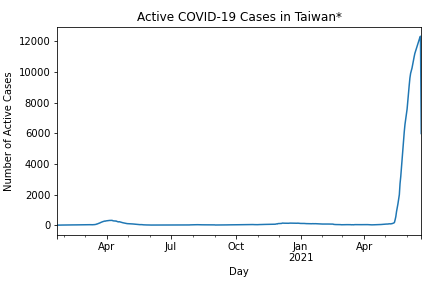 Active COVID-19 Cases in Taiwan*
12000
10000
8000
6000
4000
2000
0
Number of Active Cases
Apr Jul Oct Jan Apr
2021
Day